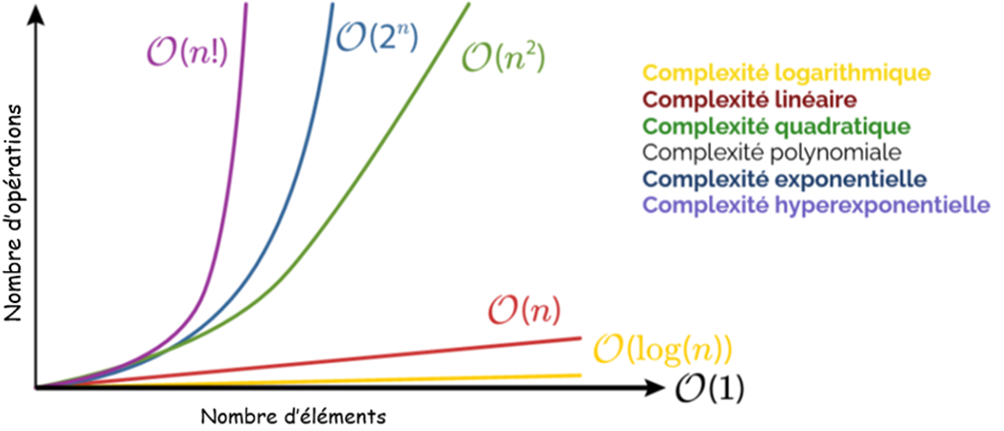 O(n!)
O(2ⁿ)
O(n²)
Complexité logarithmique
Complexité linéaire
Complexité quadratique
Complexité polynomiale
Complexité exponentielle
Complexité hyperexponentielle
Nombre d'opérations
O(n)
O(log(n))
O(1)
Nombre d'éléments